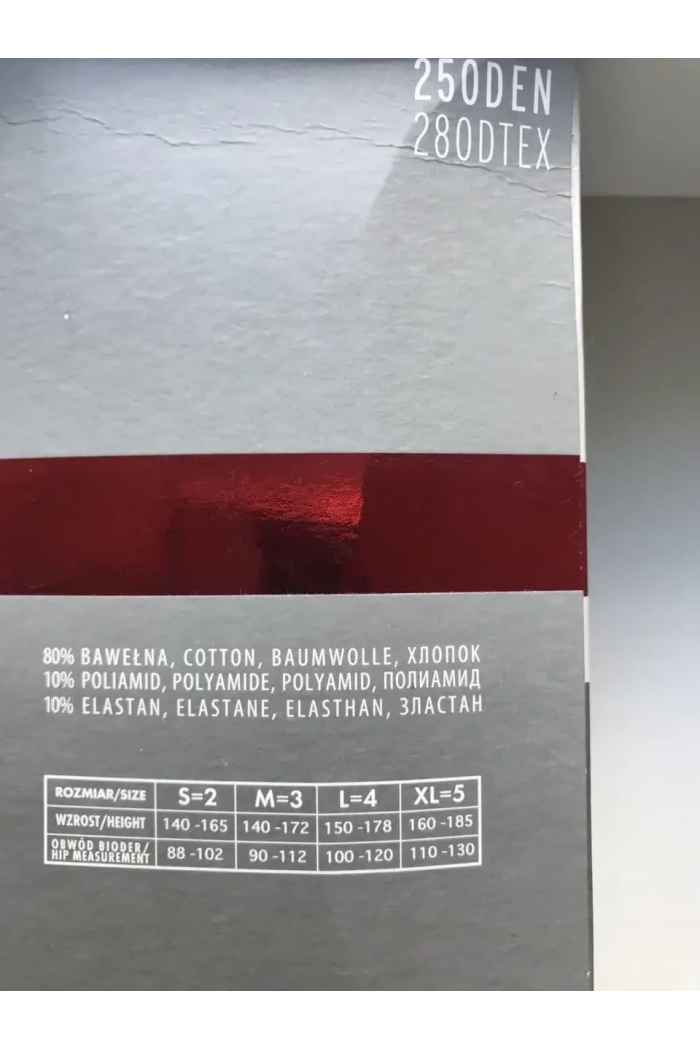 250DEN
280DTEX
80% BAWEŁNA, COTTON, BAUMWOLLE, ХЛОПОК
10% POLIAMID, POLYAMIDE, POLYAMID, ПОЛИАМИД
10% ELASTAN, ELASTANE, ELASTHAN, ЗЛАСТАН
ROZMIAR/SIZE S=2 M=3 L=4 XL=5
WZROST/HEIGHT 140 -165 140 -172 150 -178 160 -185
OBWÓD BIODER/
HIP MEASUREMENT 88 -102 90 -112 100 -120 110 -130